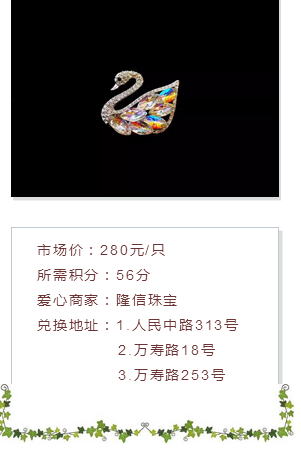 市场价：280元/只
所需积分：56分
爱心商家：隆信珠宝
兑换地址：1.人民中路313号
2.万寿路18号
3.万寿路253号